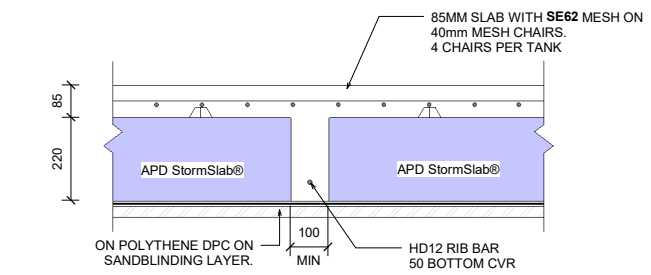 85MM SLAB WITH SE62 MESH ON
40mm MESH CHAIRS.
4 CHAIRS PER TANK
85
220
APD StormSlab®
APD StormSlab®
ON POLYTHENE DPC ON
SANDBLINDING LAYER.
100
MIN
HD12 RIB BAR
50 BOTTOM CVR